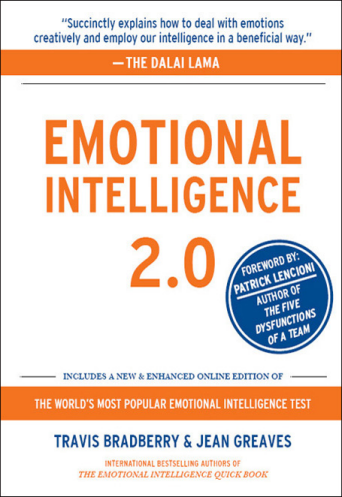 “Succinctly explains how to deal with emotions
creatively and employ our intelligence in a beneficial way.”
—THE DALAI LAMA
EMOTIONAL
INTELLIGENCE
2.0
FOREWORD BY:
PATRICK LENCIONI
AUTHOR OF
THE FIVE
DYSFUNCTIONS
OF A TEAM
INCLUDES A NEW & ENHANCED ONLINE EDITION OF
THE WORLD'S MOST POPULAR EMOTIONAL INTELLIGENCE TEST
TRAVIS BRADBERRY & JEAN GREAVES
INTERNATIONAL BESTSELLING AUTHORS OF
THE EMOTIONAL INTELLIGENCE QUICK BOOK